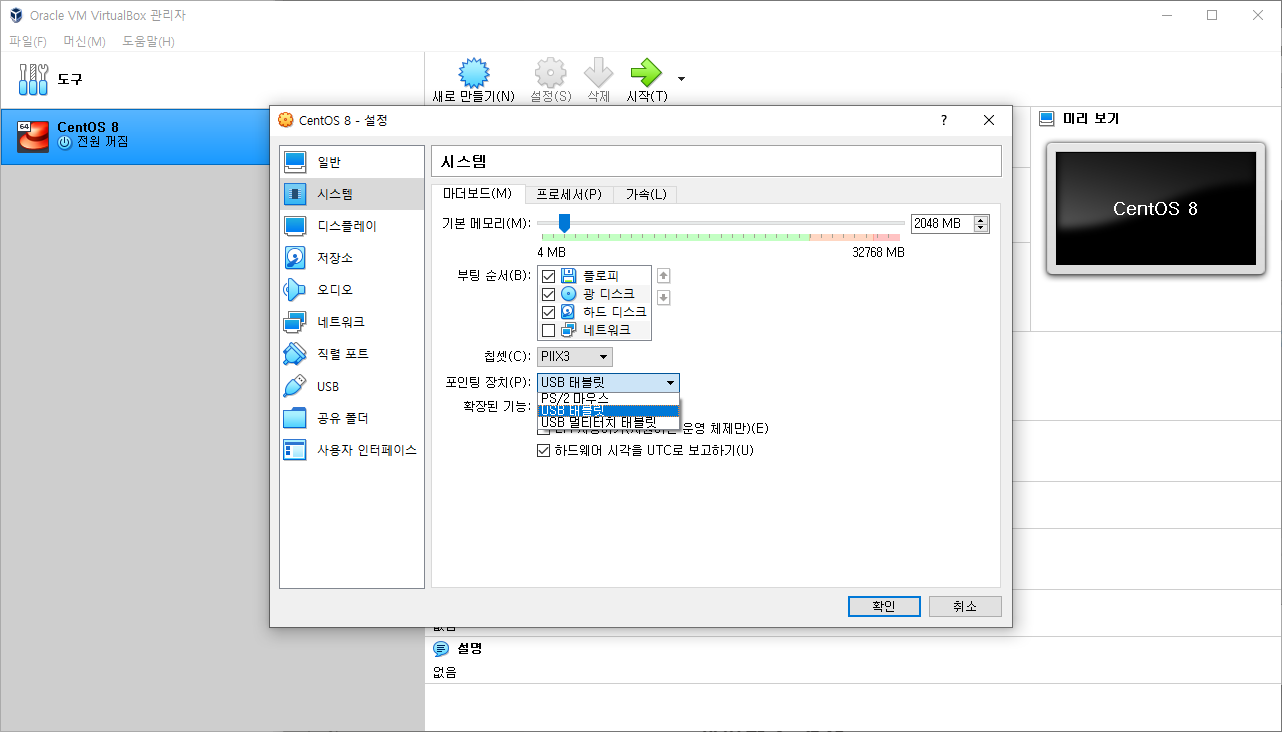 Oracle VM VirtualBox 관리자
파일(F) 머신(M) 도움말(H)
도구
새로 만들기(N) 설정(S) 삭제 시작(T)
64
CentOS 8
전원 꺼짐
미리 보기
CentOS 8
CentOS 8 - 설정
?
일반
시스템
디스플레이
저장소
오디오
네트워크
직렬 포트
USB
공유 폴더
사용자 인터페이스
시스템
마더보드(M) 프로세서(P) 가속(L)
기본 메모리(M): 2048 MB
4 MB 32768 MB
부팅 순서(B): 플로피
광 디스크
하드 디스크
네트워크
칩셋(C): PIIX3
포인팅 장치(P): USB 태블릿
PS/2 마우스
확장된 기능: USB 태블릿
USB 멀티터치 태블릿
운영 체제만)(E)
하드웨어 시각을 UTC로 보고하기(U)
확인 취소
없음
설명
없음